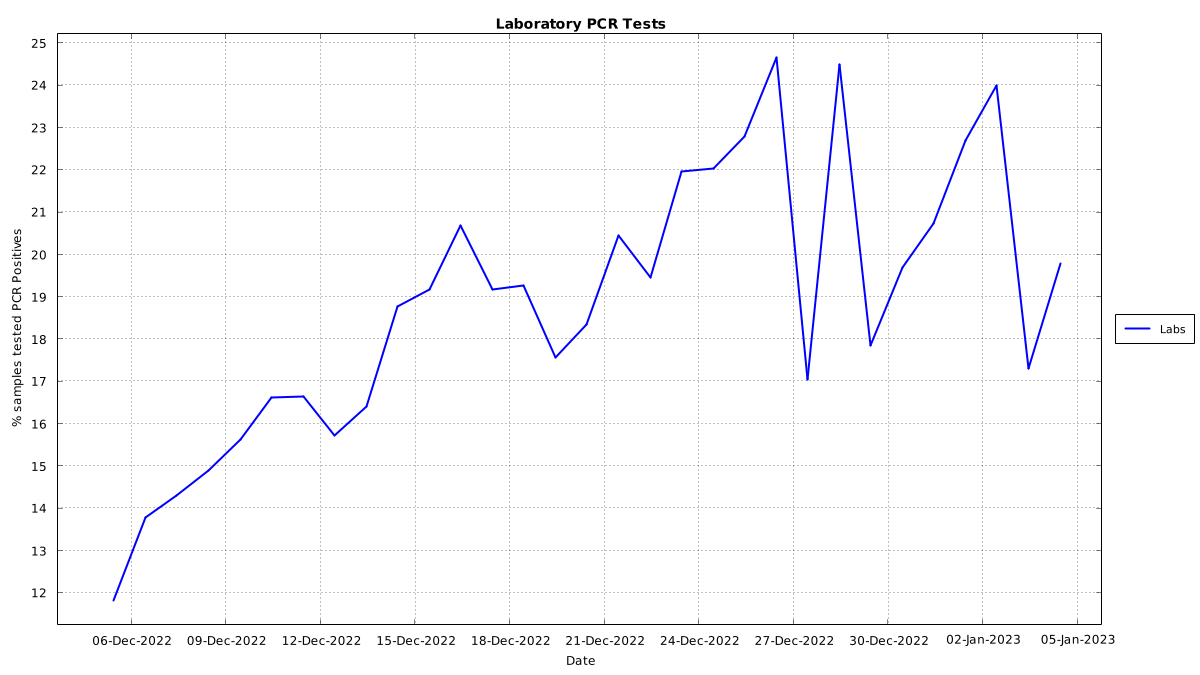 Laboratory PCR Tests
% samples tested PCR Positives
25
24
23
22
21
20
19
18
17
16
15
14
13
12
06-Dec-2022 09-Dec-2022 12-Dec-2022 15-Dec-2022 18-Dec-2022 21-Dec-2022 24-Dec-2022 27-Dec-2022 30-Dec-2022 02-Jan-2023 05-Jan-2023
Date
Labs